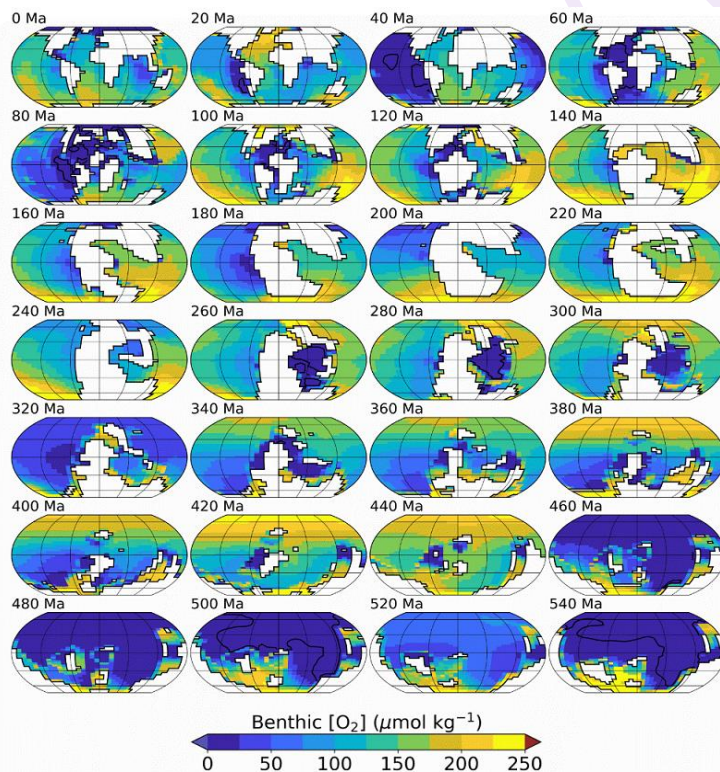 0 Ma 20 Ma 40 Ma 60 Ma
80 Ma 100 Ma 120 Ma 140 Ma
160 Ma 180 Ma 200 Ma 220 Ma
240 Ma 260 Ma 280 Ma 300 Ma
320 Ma 340 Ma 360 Ma 380 Ma
400 Ma 420 Ma 440 Ma 460 Ma
480 Ma 500 Ma 520 Ma 540 Ma
Benthic [O₂] (μmol kg⁻¹)
0 50 100 150 200 250